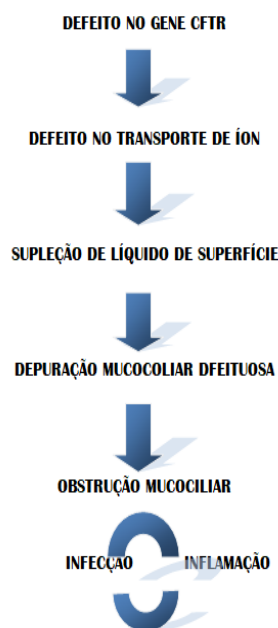 DEFEITO NO GENE CFTR
DEFEITO NO TRANSPORTE DE ÍON
SUPLEÇÃO DE LÍQUIDO DE SUPERFÍCIE
DEPURAÇÃO MUCOCOLIAR DFEITUOSA
OBSTRUÇÃO MUCOCILIAR
INFECÇÃO INFLAMAÇÃO